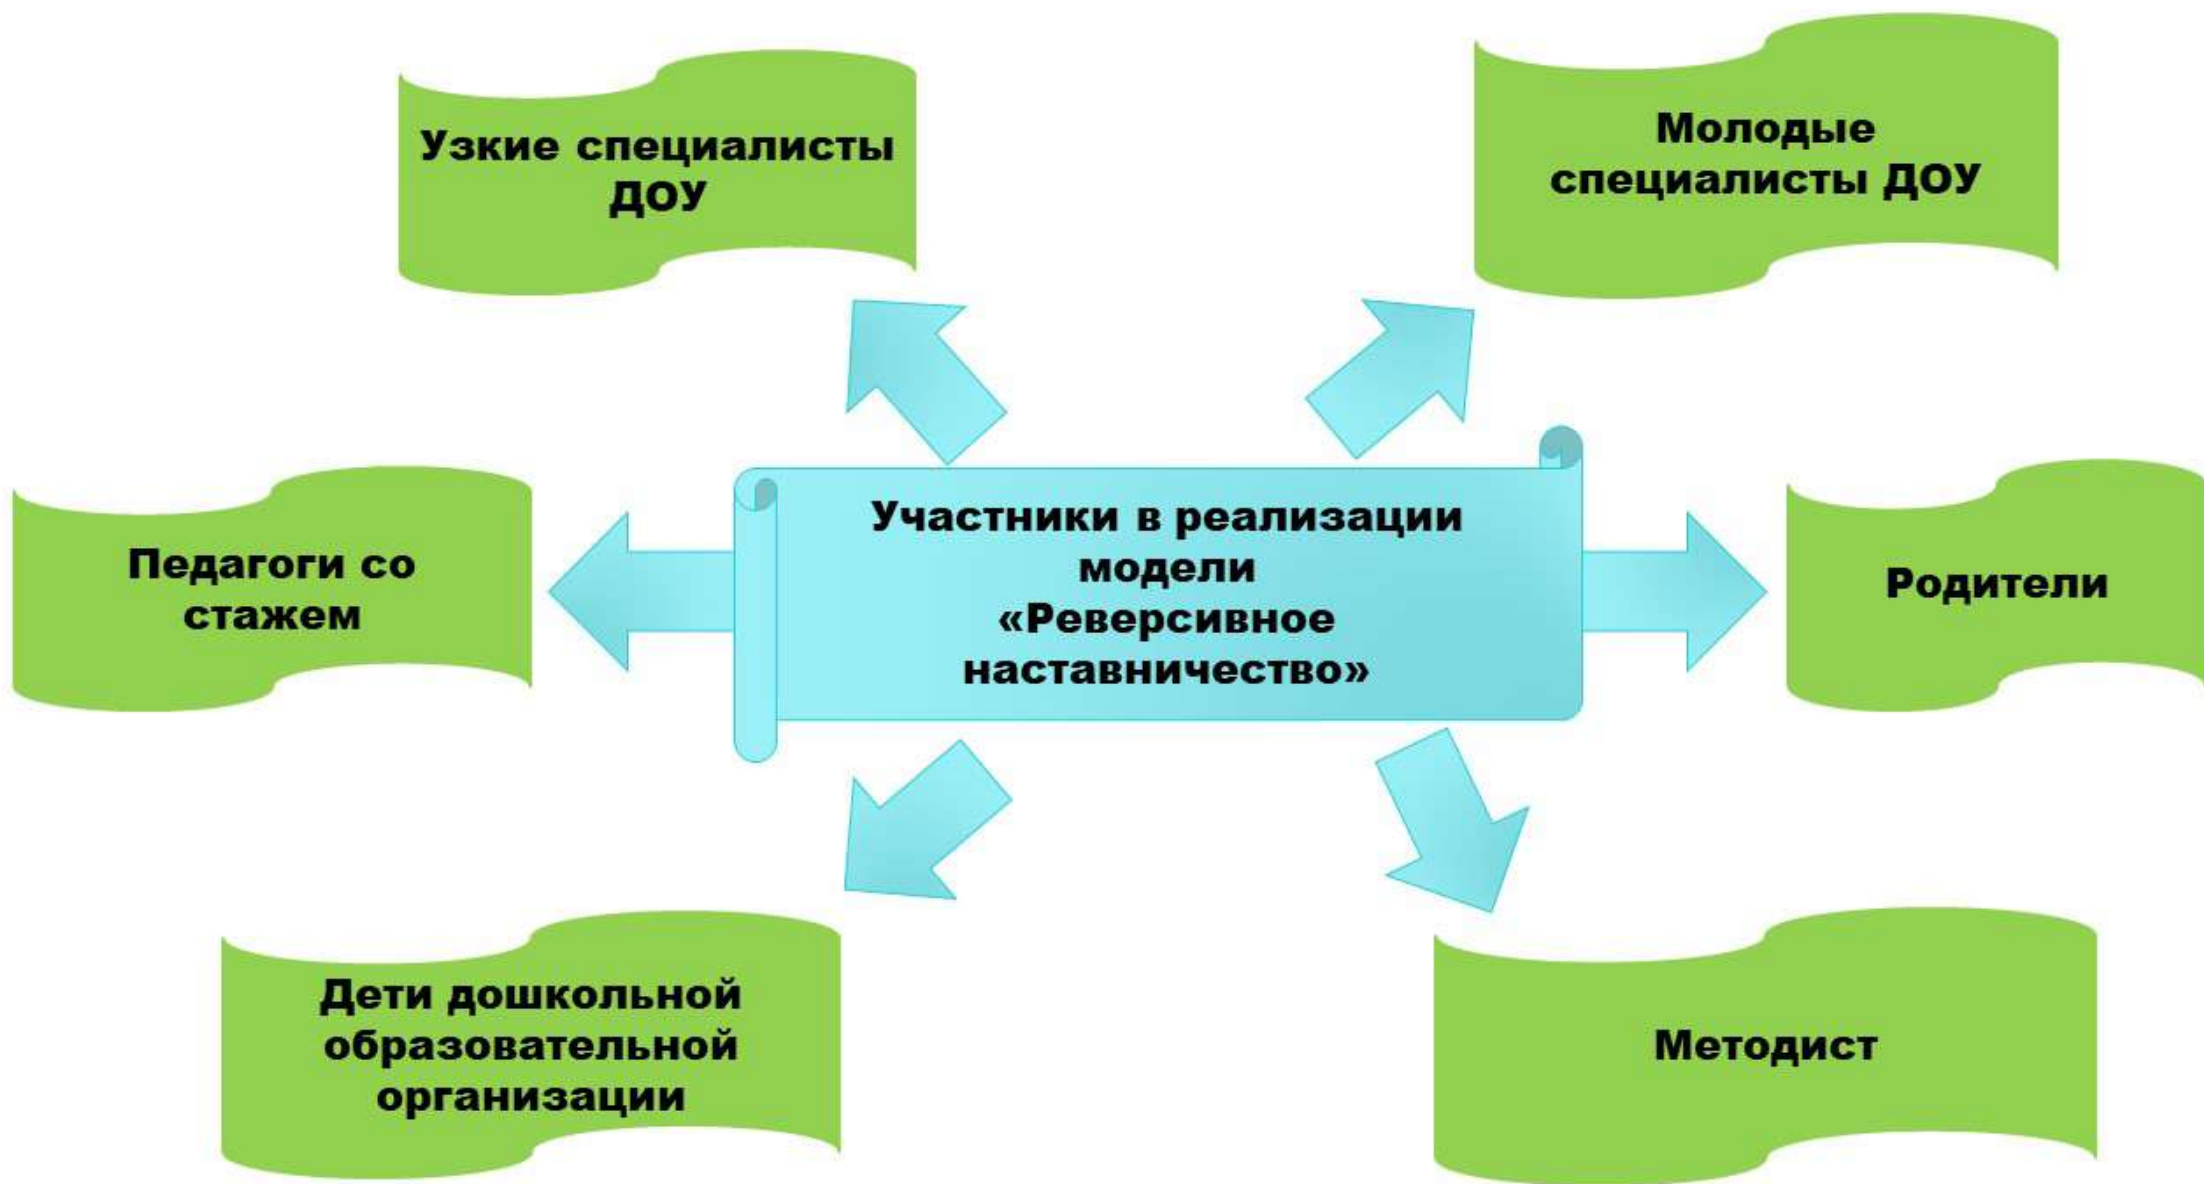 Узкие специалисты
ДОУ
Молодые
специалисты ДОУ
Педагоги со
стажем
Участники в реализации
модели
«Реверсивное
наставничество»
Родители
Дети дошкольной
образовательной
организации
Методист